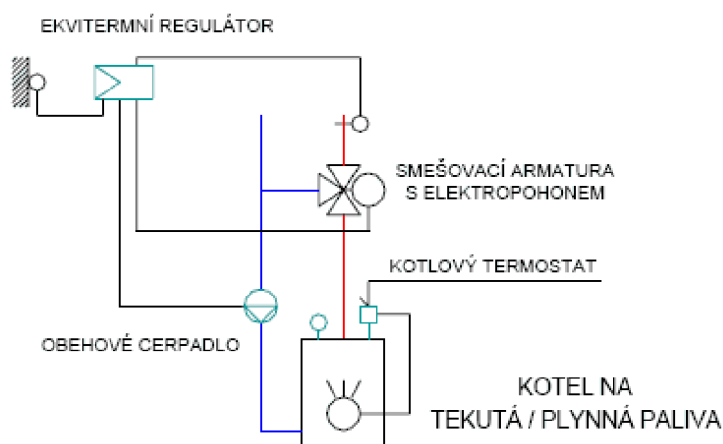 EKVITERMNÍ REGULÁTOR
SMEŠOVACÍ ARMATURA
S ELEKTROPOHONEM
KOTLOVÝ TERMOSTAT
OBEHOVÉ CERPADLO
KOTEL NA
TEKUTÁ / PLYNNÁ PALIVA